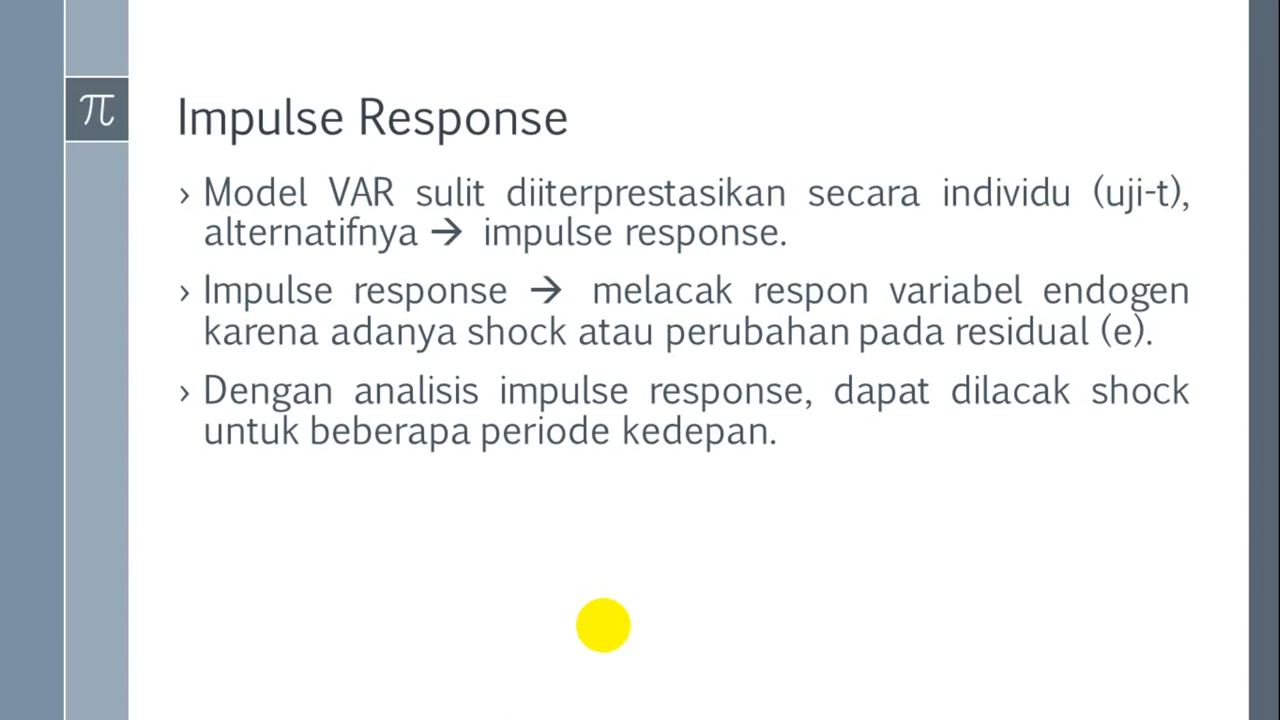 π
Impulse Response
› Model VAR sulit diiterprestasikan secara individu (uji-t),
alternatifnya → impulse response.
› Impulse response → melacak respon variabel endogen
karena adanya shock atau perubahan pada residual (e).
› Dengan analisis impulse response, dapat dilacak shock
untuk beberapa periode kedepan.